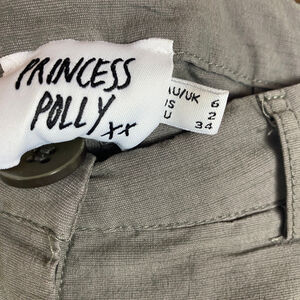 PRINCESS
POLLY xx
AU/UK 6
US 2
EU 34